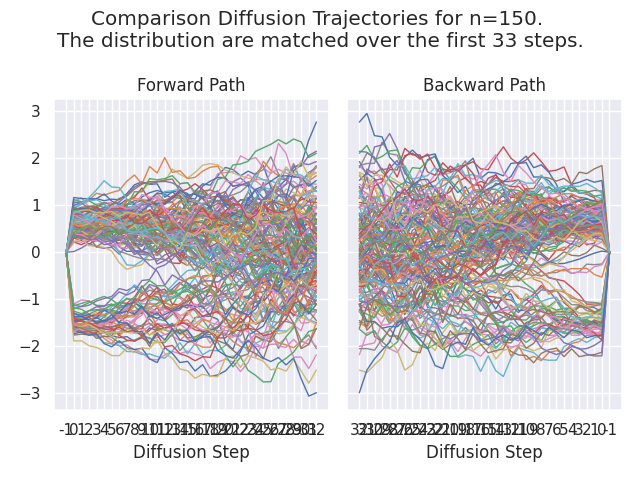 Comparison Diffusion Trajectories for n=150.
The distribution are matched over the first 33 steps.
Forward Path
Backward Path
3
2
1
0
−1
−2
−3
Diffusion Step
Diffusion Step